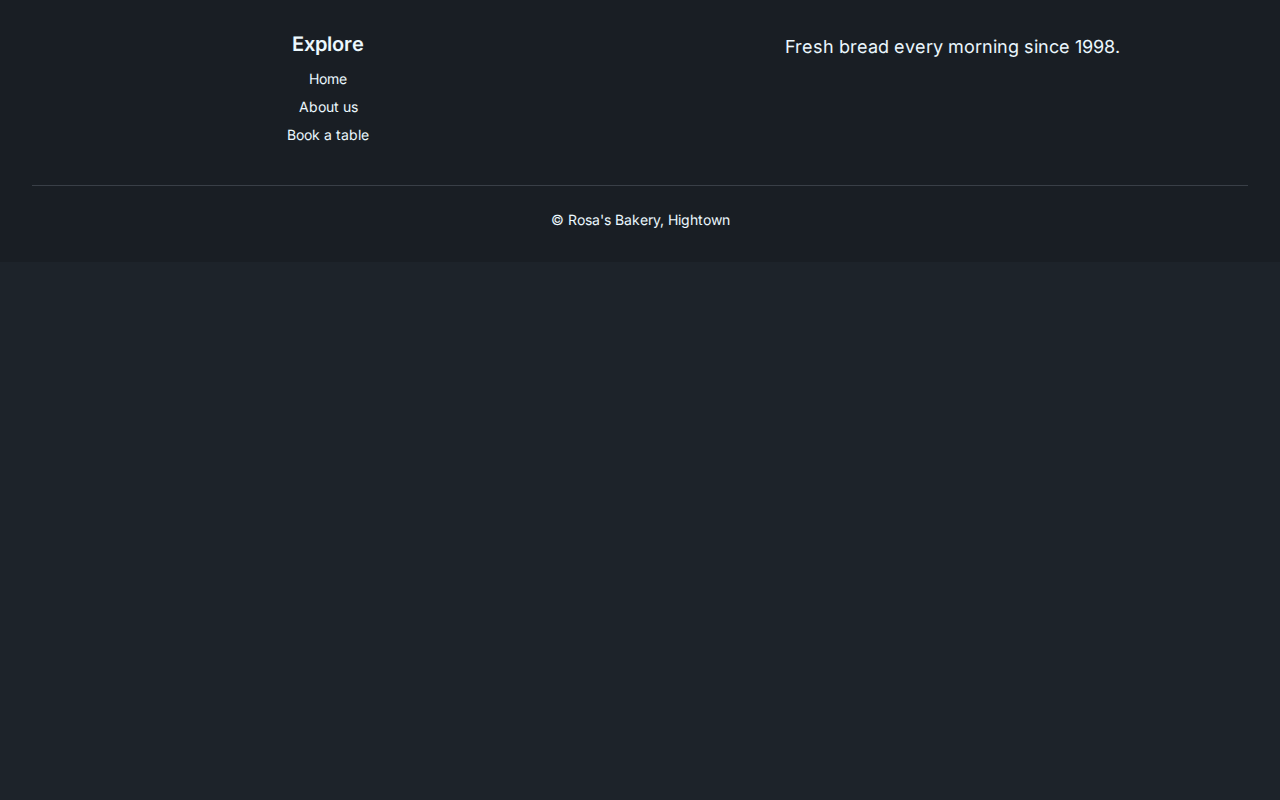 Explore
Home
About us
Book a table
Fresh bread every morning since 1998.
© Rosa's Bakery, Hightown